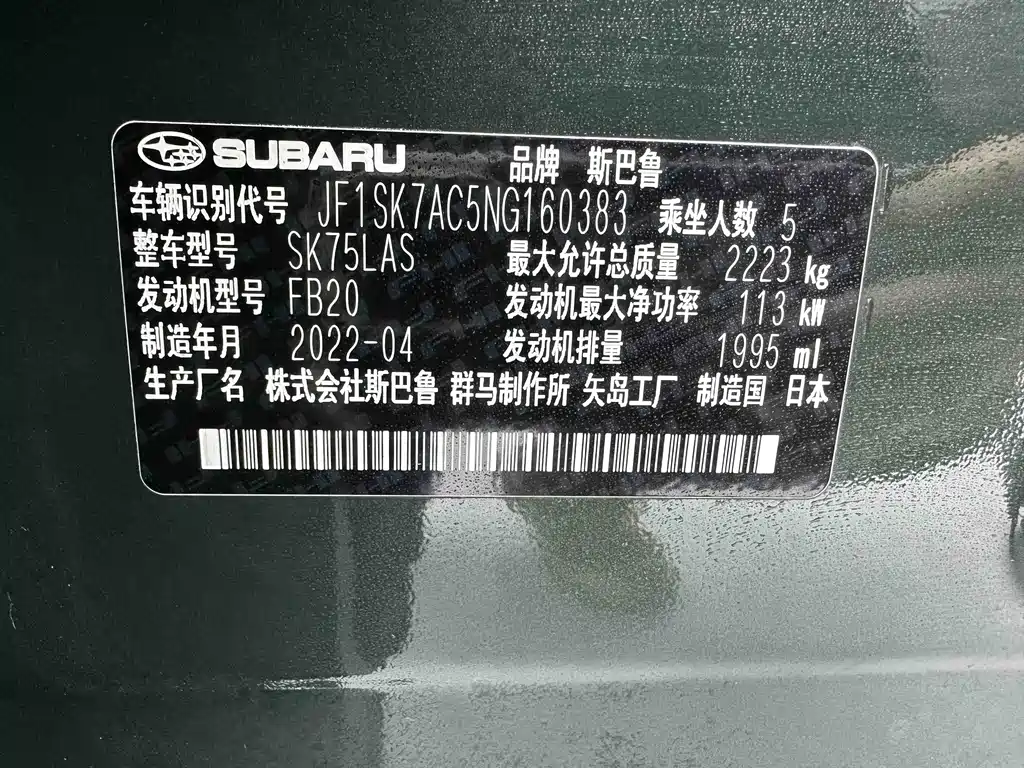 SUBARU 品牌 斯巴鲁
车辆识别代号 JF1SK7AC5NG160383 乘坐人数 5
整车型号 SK75LAS 最大允许总质量 2223 kg
发动机型号 FB20 发动机最大净功率 113 kW
制造年月 2022-04 发动机排量 1995 ml
生产厂名 株式会社斯巴鲁 群马制作所 矢岛工厂 制造国 日本